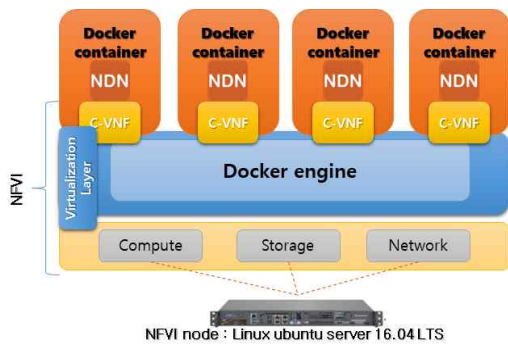 Docker
container
Docker
container
Docker
container
Docker
container
NDN
NDN
NDN
NDN
C-VNF
C-VNF
C-VNF
C-VNF
NFVI
Virtualization
Layer
Docker engine
Compute
Storage
Network
NFVI node : Linux ubuntu server 16.04 LTS